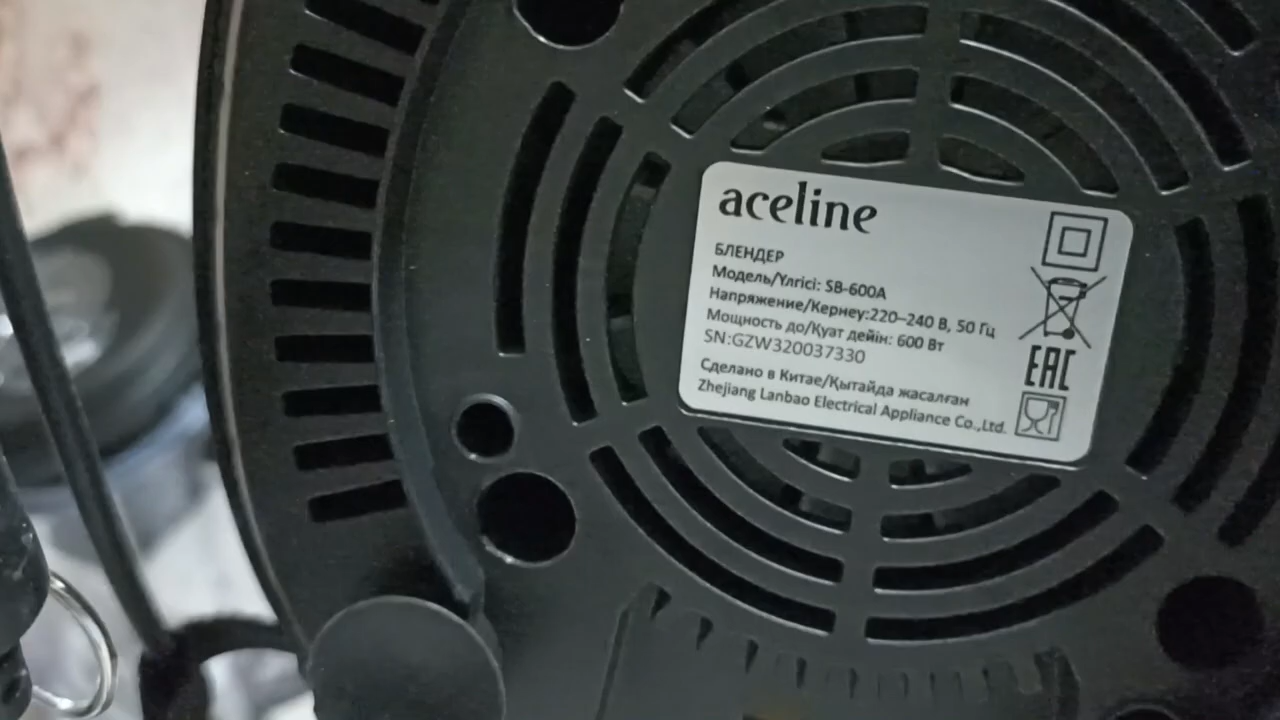 aceline
БЛЕНДЕР
Модель/Үлгісі: SB-600A
Напряжение/Кернеу:220–240 В, 50 Гц
Мощность до/Қуат дейін: 600 Вт
SN:GZW320037330
Сделано в Китае/Қытайда жасалған
Zhejiang Lanbao Electrical Appliance Co.,Ltd.
EAC